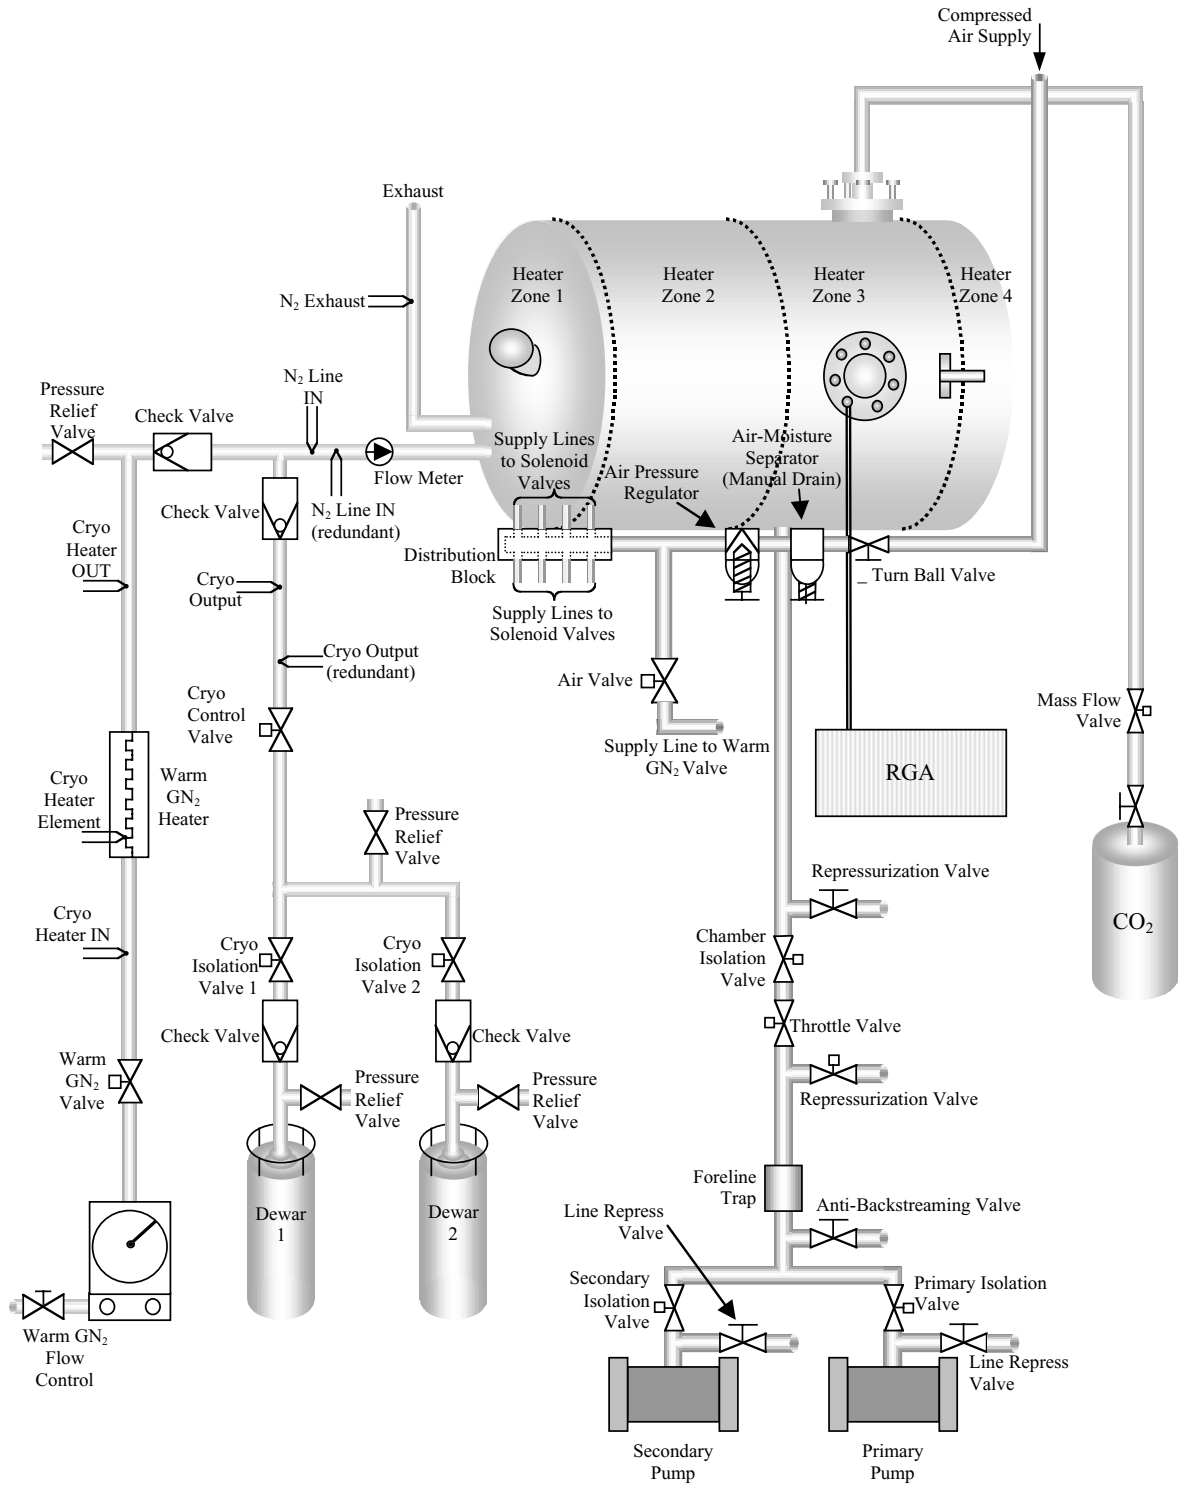 Compressed
Air Supply
Exhaust
N2 Exhaust
Heater
Zone 1
Heater
Zone 2
Heater
Zone 3
Heater
Zone 4
N2 Line
IN
Pressure
Relief
Valve
Check Valve
Flow Meter
N2 Line IN
(redundant)
Supply Lines
to Solenoid
Valves
Air Pressure
Regulator
Air-Moisture
Separator
(Manual Drain)
Check Valve
Cryo
Heater
OUT
Distribution
Block
_ Turn Ball Valve
Cryo
Output
Supply Lines to
Solenoid Valves
Cryo Output
(redundant)
Air Valve
Cryo
Control
Valve
Supply Line to Warm
GN2 Valve
Mass Flow
Valve
RGA
Cryo
Heater
Element
Warm
GN2
Heater
Pressure
Relief
Valve
Repressurization Valve
CO2
Cryo
Heater IN
Cryo
Isolation
Valve 1
Cryo
Isolation
Valve 2
Chamber
Isolation
Valve
Check Valve
Check Valve
Throttle Valve
Warm
GN2
Valve
Pressure
Relief
Valve
Pressure
Relief
Valve
Repressurization Valve
Foreline
Trap
Dewar
1
Dewar
2
Line Repress
Valve
Anti-Backstreaming Valve
Secondary
Isolation
Valve
Primary Isolation
Valve
Warm GN2
Flow
Control
Line Repress
Valve
Secondary
Pump
Primary
Pump